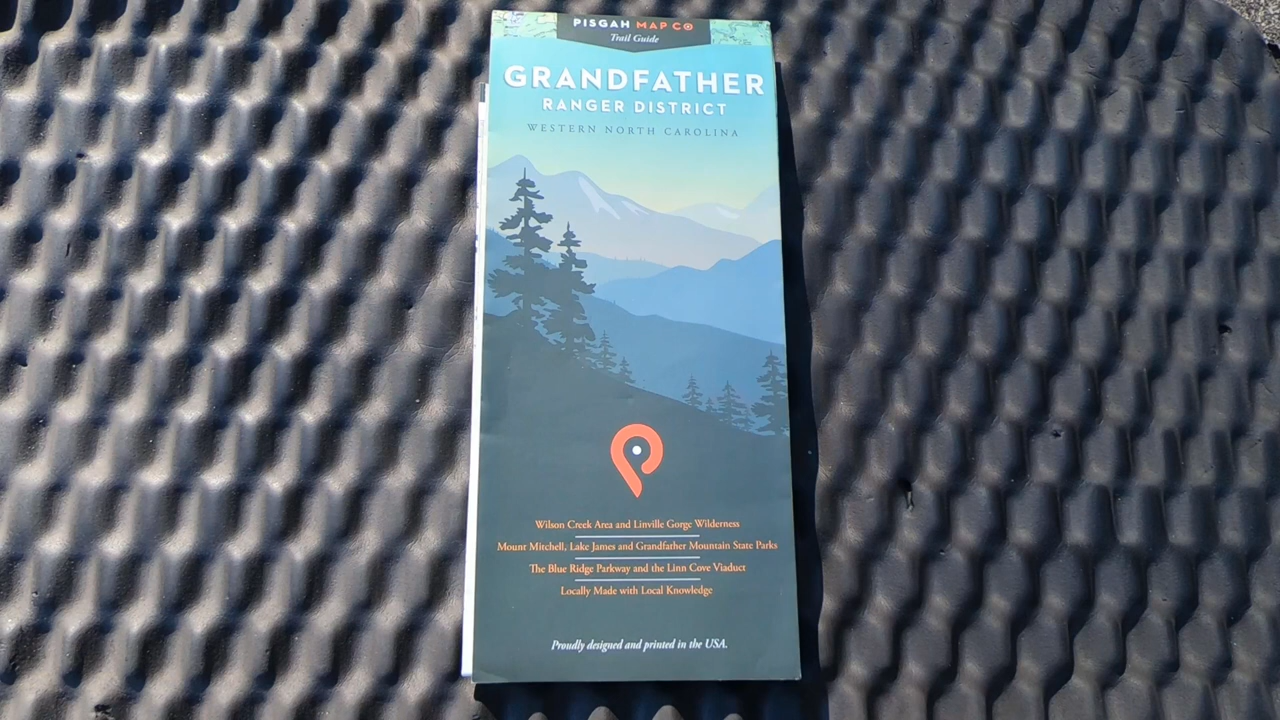 PISGAH MAP CO
Trail Guide
GRANDFATHER
RANGER DISTRICT
WESTERN NORTH CAROLINA
Wilson Creek Area and Linville Gorge Wilderness
Mount Mitchell, Lake James and Grandfather Mountain State Parks
The Blue Ridge Parkway and the Linn Cove Viaduct
Locally Made with Local Knowledge
Proudly designed and printed in the USA.